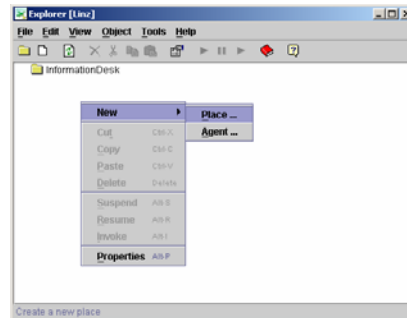 Explorer [Linz]
File Edit View Object Tools Help
InformationDesk
New
Place ...
Agent ...
Cut Ctrl-X
Copy Ctrl-C
Paste Ctrl-V
Delete Delete
Suspend Alt-S
Resume Alt-R
Invoke Alt-I
Properties Alt-P
Create a new place